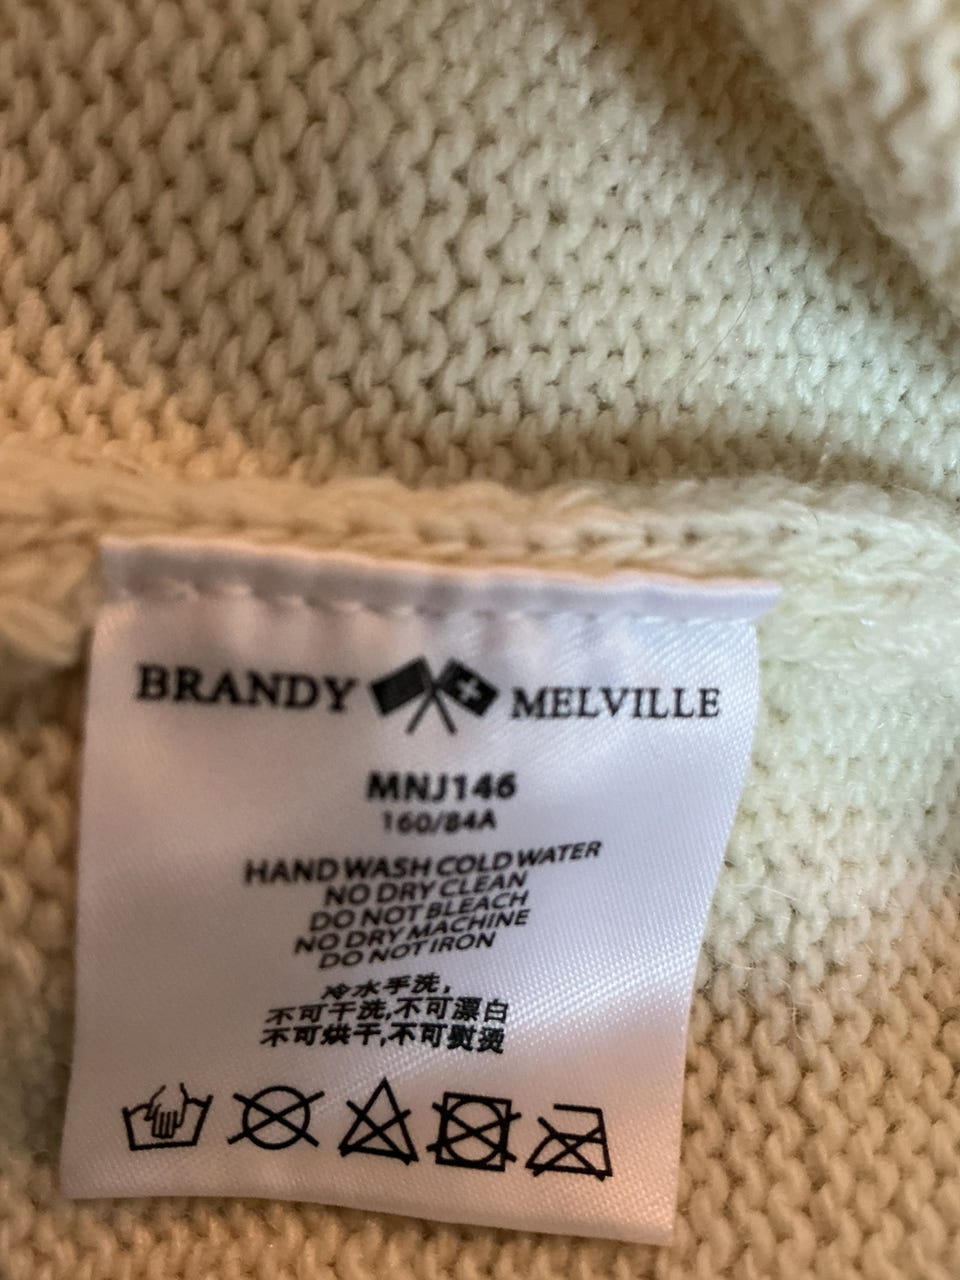 BRANDY MELVILLE
MNJ146
160/84A
HAND WASH COLD WATER
NO DRY CLEAN
DO NOT BLEACH
NO DRY MACHINE
DO NOT IRON
冷水手洗,
不可干洗,不可漂白
不可烘干,不可熨烫